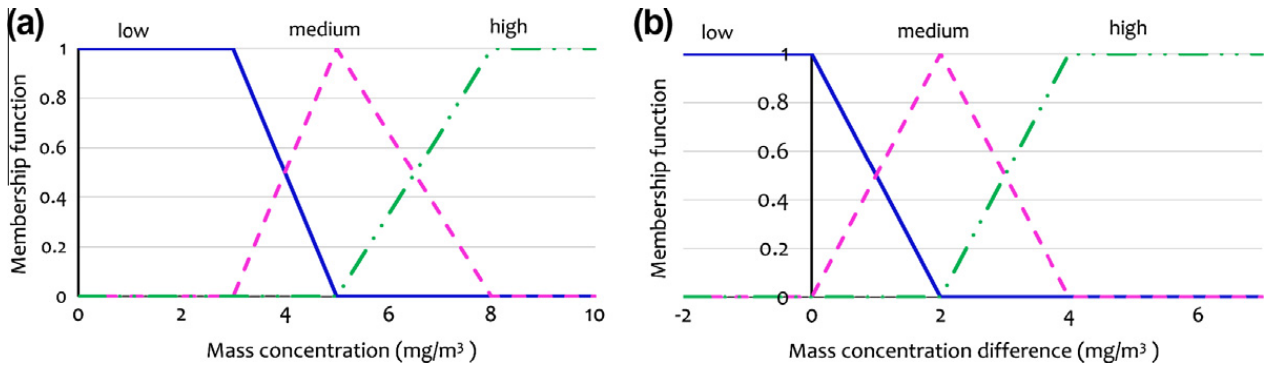 (a)
low medium high
Membership function
1
0.8
0.6
0.4
0.2
0
0 2 4 6 8 10
Mass concentration (mg/m³ )
(b)
low medium high
Membership function
1
0.8
0.6
0.4
0.2
0
-2 0 2 4 6
Mass concentration difference (mg/m³ )